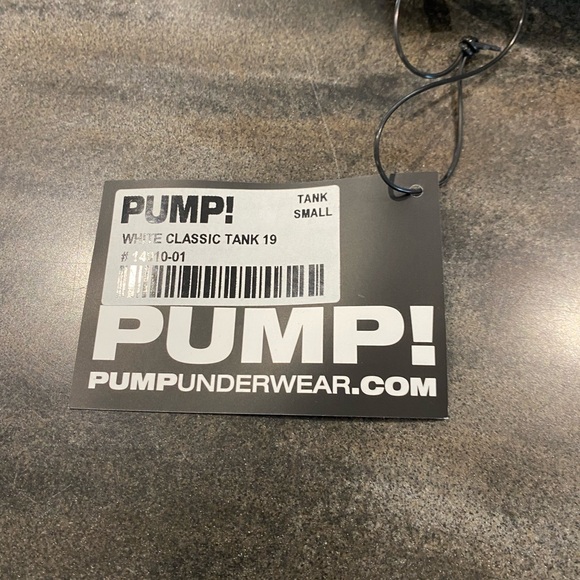 PUMP!
TANK
SMALL
WHITE CLASSIC TANK 19
PUMP!
PUMPUNDERWEAR.COM